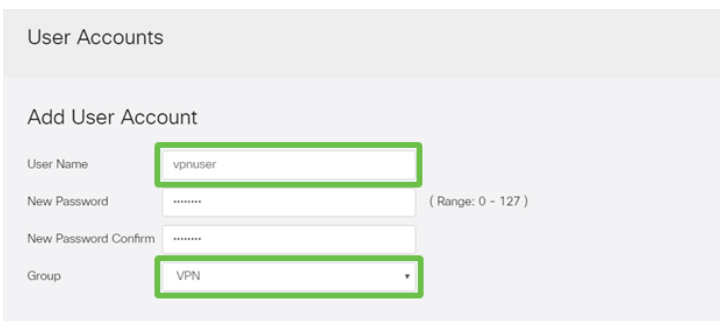 User Accounts
Add User Account
User Name vpnuser
New Password ········ ( Range: 0 - 127 )
New Password Confirm ········
Group VPN